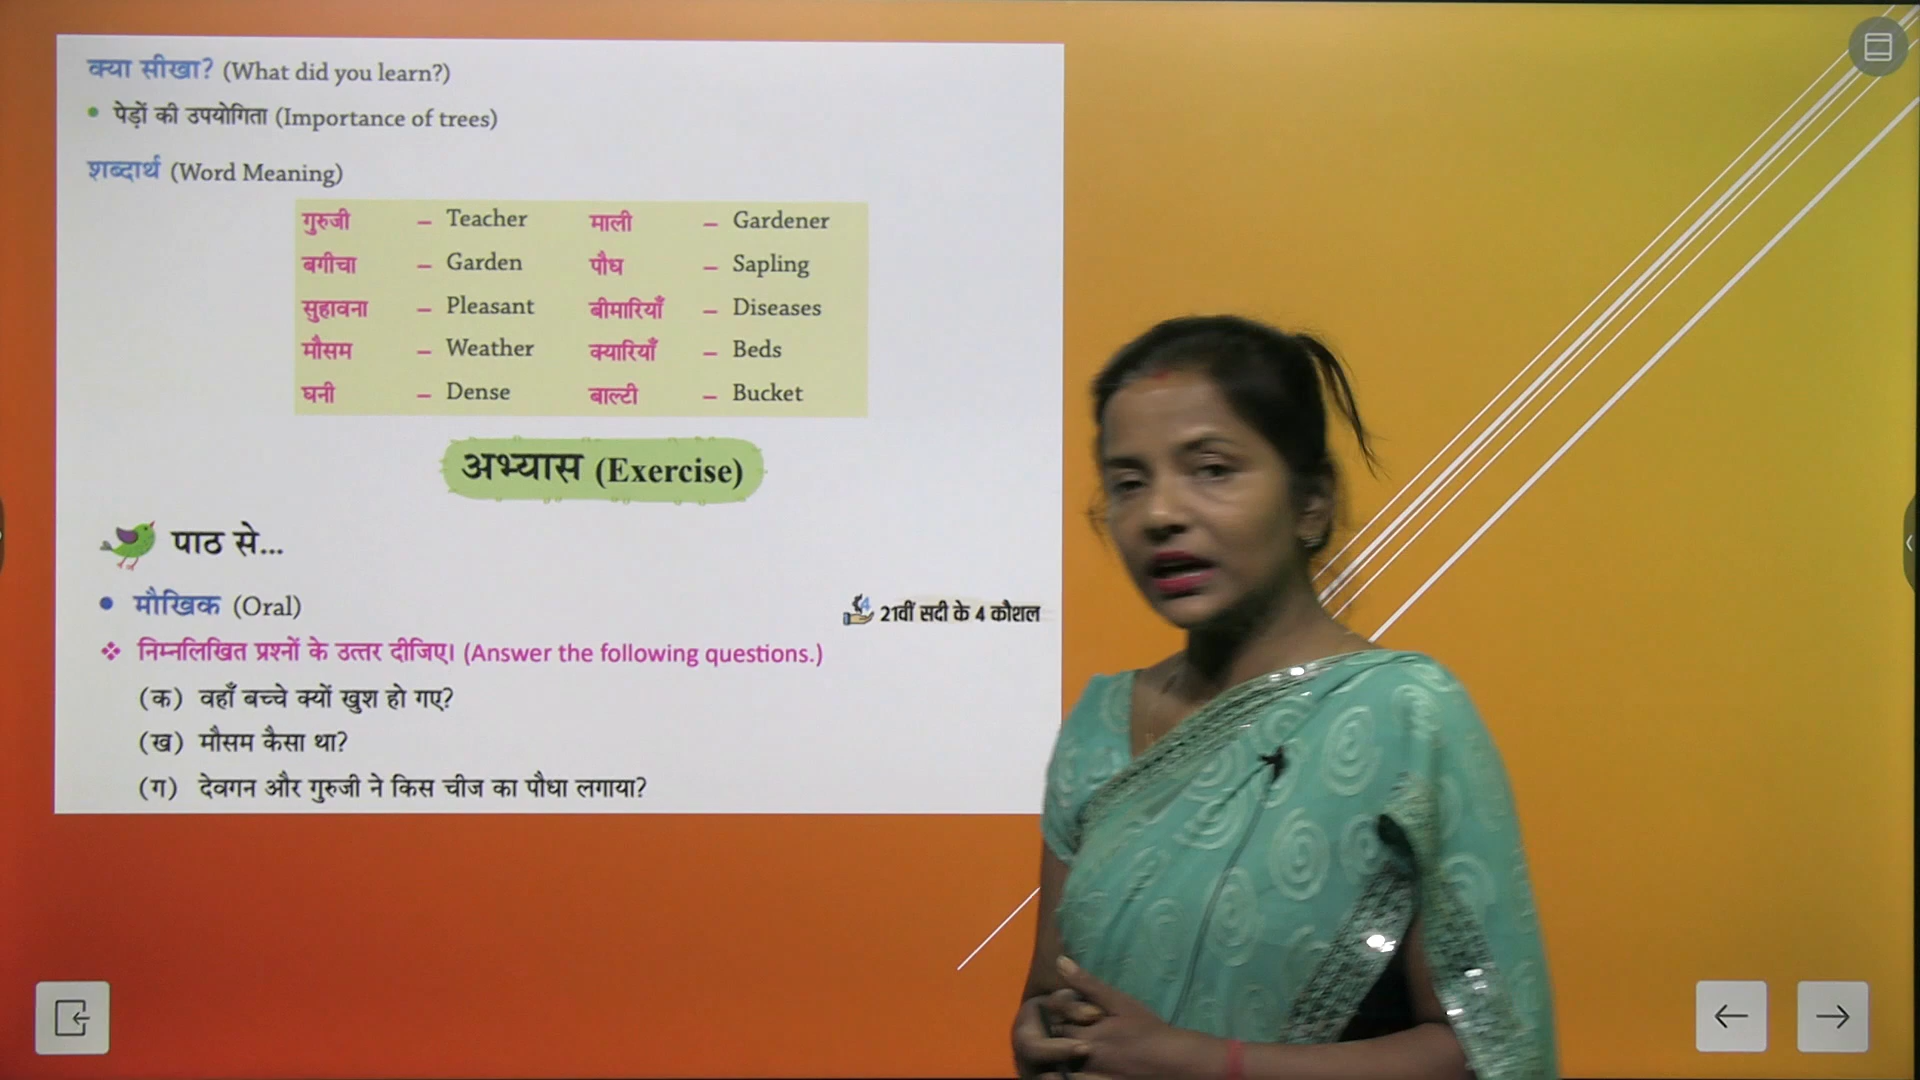 क्या सीखा? (What did you learn?)
• पेड़ों की उपयोगिता (Importance of trees)
शब्दार्थ (Word Meaning)
गुरुजी – Teacher माली – Gardener
बगीचा – Garden पौध – Sapling
सुहावना – Pleasant बीमारियाँ – Diseases
मौसम – Weather क्यारियाँ – Beds
घनी – Dense बाल्टी – Bucket
अभ्यास (Exercise)
पाठ से...
• मौखिक (Oral)
4 21वीं सदी के 4 कौशल
❖ निम्नलिखित प्रश्नों के उत्तर दीजिए। (Answer the following questions.)
(क) वहाँ बच्चे क्यों खुश हो गए?
(ख) मौसम कैसा था?
(ग) देवगन और गुरुजी ने किस चीज का पौधा लगाया?